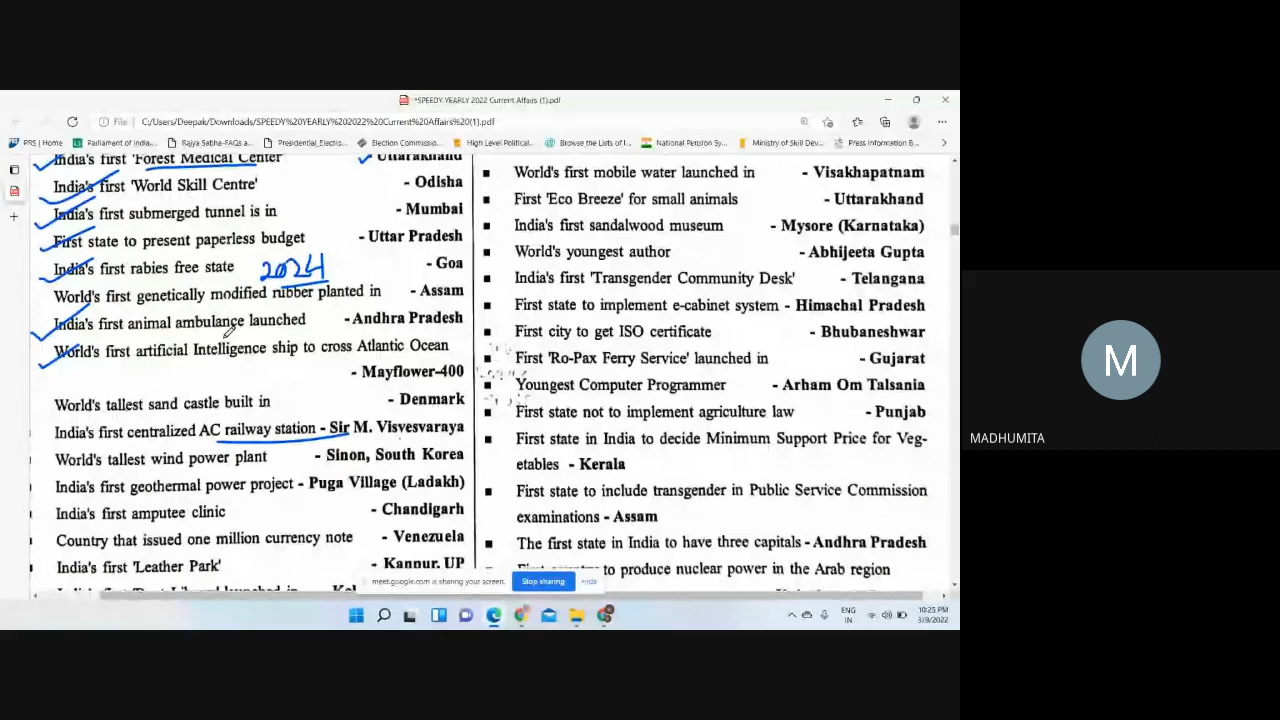 *SPEEDY YEARLY 2022 Current Affairs (1).pdf
File | C:/Users/Deepak/Downloads/SPEEDY%20YEARLY%202022%20Current%20Affairs%20(1).pdf
PRS | Home
Parliament of India,...
Rajya Sabha-FAQs a...
Presidential_Electio...
Election Commissio...
High Level Political...
Browse the Lists of I...
National Pension Sy...
Ministry of Skill Dev...
Press Information B...
India's first 'Forest Medical Center' Uttarakhand
India's first 'World Skill Centre' - Odisha
India's first submerged tunnel is in - Mumbai
First state to present paperless budget - Uttar Pradesh
India's first rabies free state 2024 - Goa
World's first genetically modified rubber planted in - Assam
India's first animal ambulance launched - Andhra Pradesh
World's first artificial Intelligence ship to cross Atlantic Ocean
- Mayflower-400
World's tallest sand castle built in - Denmark
India's first centralized AC railway station - Sir M. Visvesvaraya
World's tallest wind power plant - Sinon, South Korea
India's first geothermal power project - Puga Village (Ladakh)
India's first amputee clinic - Chandigarh
Country that issued one million currency note - Venezuela
India's first 'Leather Park' - Kanpur, UP
■ World's first mobile water launched in - Visakhapatnam
■ First 'Eco Breeze' for small animals - Uttarakhand
■ India's first sandalwood museum - Mysore (Karnataka)
■ World's youngest author - Abhijeeta Gupta
■ India's first 'Transgender Community Desk' - Telangana
■ First state to implement e-cabinet system - Himachal Pradesh
■ First city to get ISO certificate - Bhubaneshwar
■ First 'Ro-Pax Ferry Service' launched in - Gujarat
■ Youngest Computer Programmer - Arham Om Talsania
■ First state not to implement agriculture law - Punjab
■ First state in India to decide Minimum Support Price for Veg-
etables - Kerala
■ First state to include transgender in Public Service Commission
examinations - Assam
■ The first state in India to have three capitals - Andhra Pradesh
First country to produce nuclear power in the Arab region
meet.google.com is sharing your screen.
Stop sharing
Hide
ENG
IN
10:25 PM
3/9/2022
M
MADHUMITA